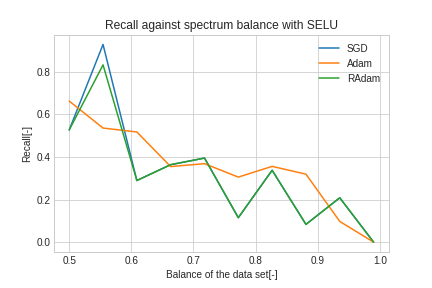 Recall against spectrum balance with SELU
SGD
Adam
RAdam
Recall[-]
0.8
0.6
0.4
0.2
0.0
0.5 0.6 0.7 0.8 0.9 1.0
Balance of the data set[-]